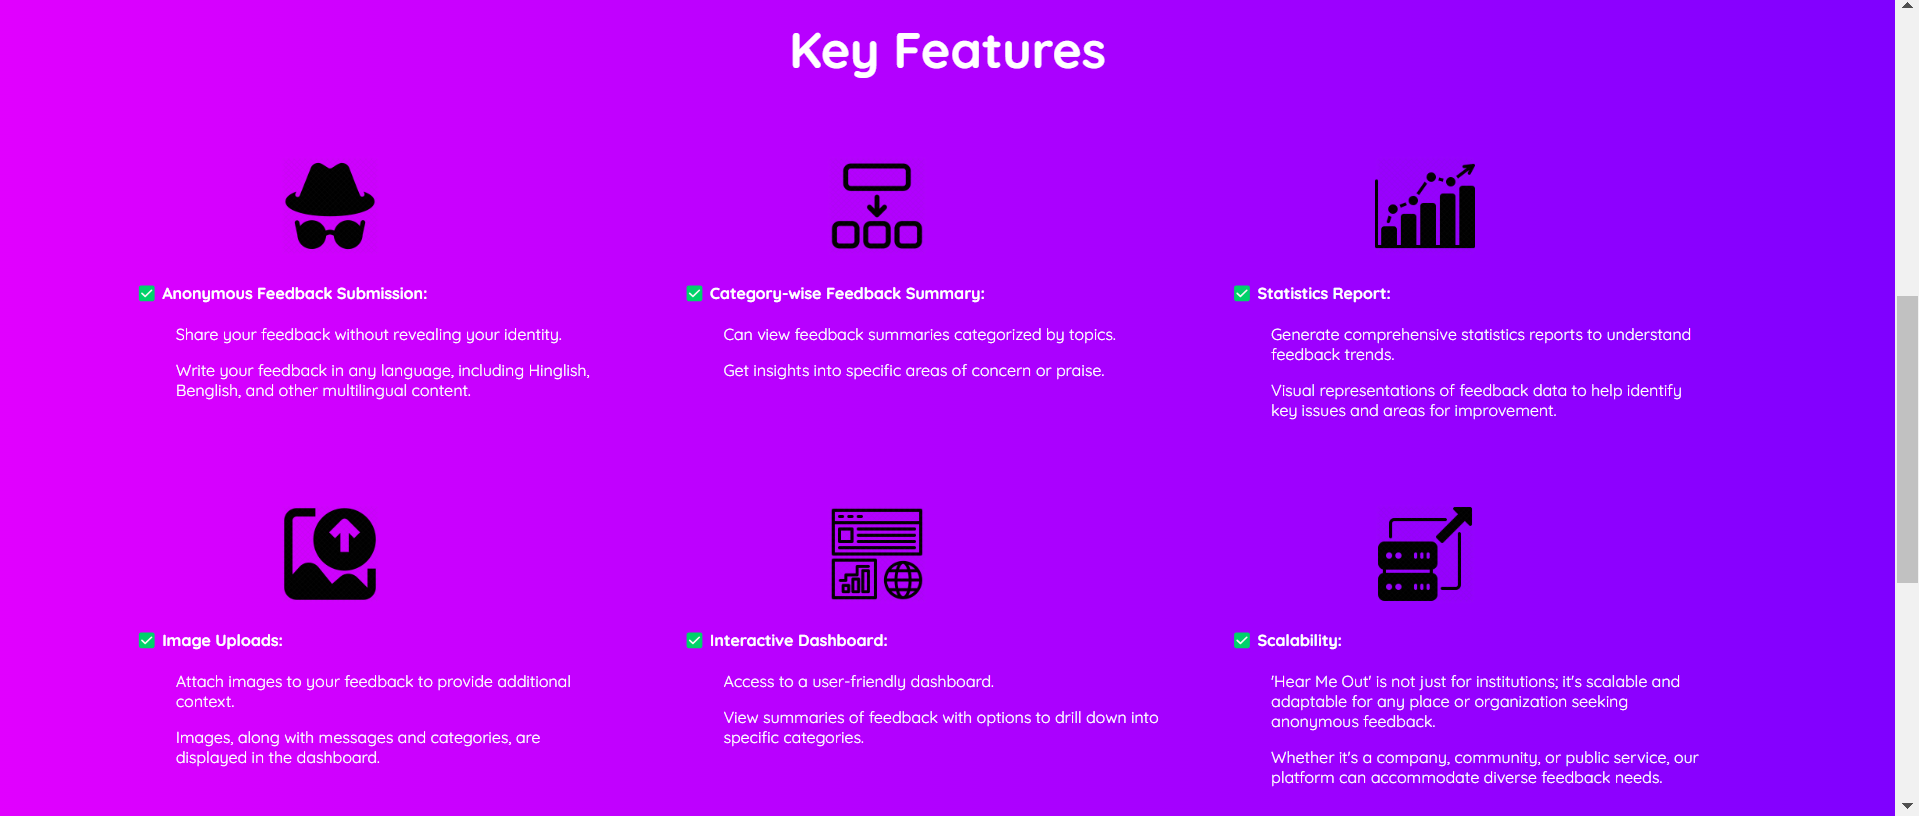 Key Features
Anonymous Feedback Submission:
Share your feedback without revealing your identity.
Write your feedback in any language, including Hinglish,
Benglish, and other multilingual content.
Category-wise Feedback Summary:
Can view feedback summaries categorized by topics.
Get insights into specific areas of concern or praise.
Statistics Report:
Generate comprehensive statistics reports to understand
feedback trends.
Visual representations of feedback data to help identify
key issues and areas for improvement.
Image Uploads:
Attach images to your feedback to provide additional
context.
Images, along with messages and categories, are
displayed in the dashboard.
Interactive Dashboard:
Access to a user-friendly dashboard.
View summaries of feedback with options to drill down into
specific categories.
Scalability:
'Hear Me Out' is not just for institutions; it's scalable and
adaptable for any place or organization seeking
anonymous feedback.
Whether it's a company, community, or public service, our
platform can accommodate diverse feedback needs.